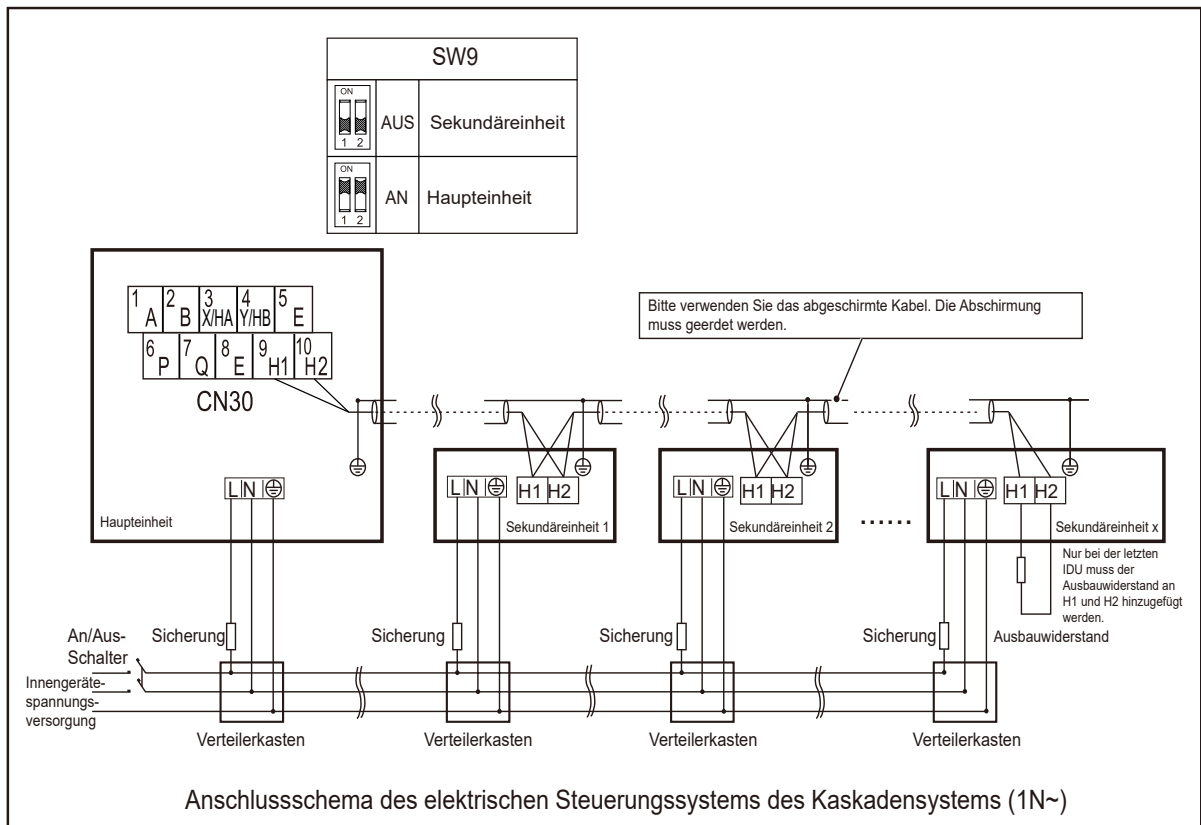 SW9
ON
1 2
AUS
Sekundäreinheit
ON
1 2
AN
Haupteinheit
1 A 2 B 3 X/HA 4 Y/HB 5 E
6 P 7 Q 8 E 9 H1 10 H2
CN30
Bitte verwenden Sie das abgeschirmte Kabel. Die Abschirmung
muss geerdet werden.
L N
Haupteinheit
L N
H1 H2
Sekundäreinheit 1
L N
H1 H2
Sekundäreinheit 2
......
L N
H1 H2
Sekundäreinheit x
Nur bei der letzten
IDU muss der
Ausbauwiderstand an
H1 und H2 hinzugefügt
werden.
Ausbauwiderstand
An/Aus-
Schalter
Sicherung
Sicherung
Sicherung
Sicherung
Innengeräte-
spannungs-
versorgung
Verteilerkasten
Verteilerkasten
Verteilerkasten
Verteilerkasten
Anschlussschema des elektrischen Steuerungssystems des Kaskadensystems (1N~)